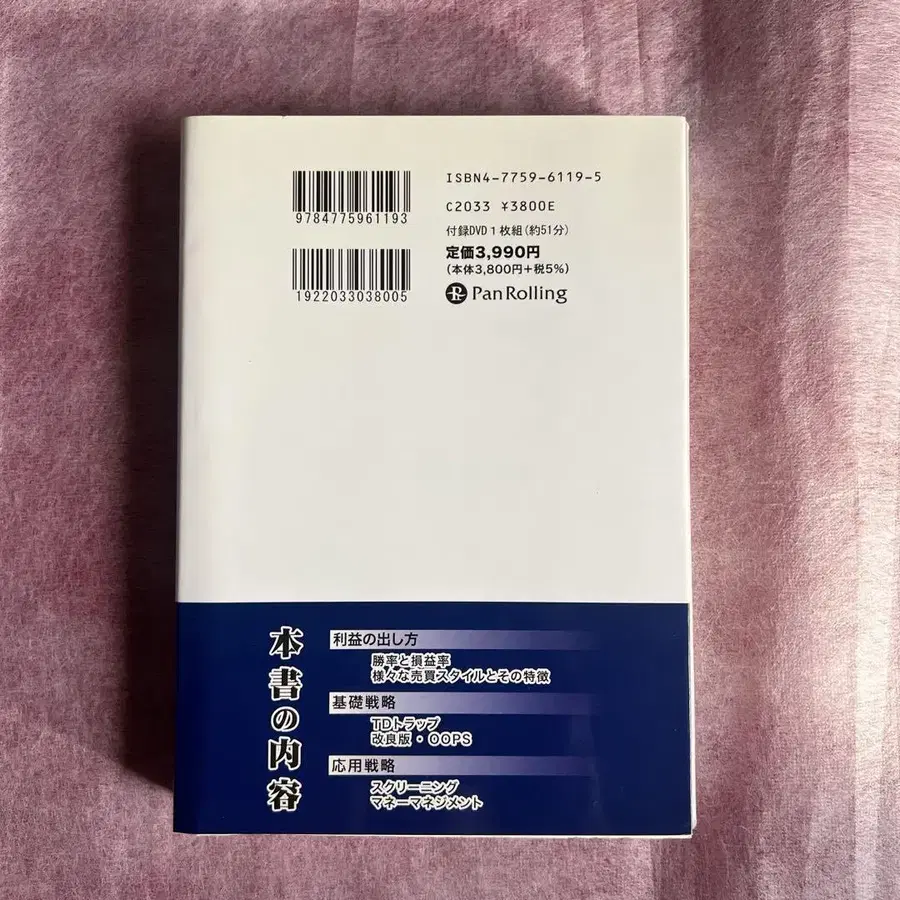 9784775961193
1922033038005
ISBN4-7759-6119-5
C2033 ¥3800E
付録DVD1枚組(約51分)
定価3,990円
(本体3,800円+税5%)
PanRolling
本書の内容
利益の出し方
勝率と損益率
様々な売買スタイルとその特徴
基礎戦略
TDトラップ
改良版・OOPS
応用戦略
スクリーニング
マネーマネジメント